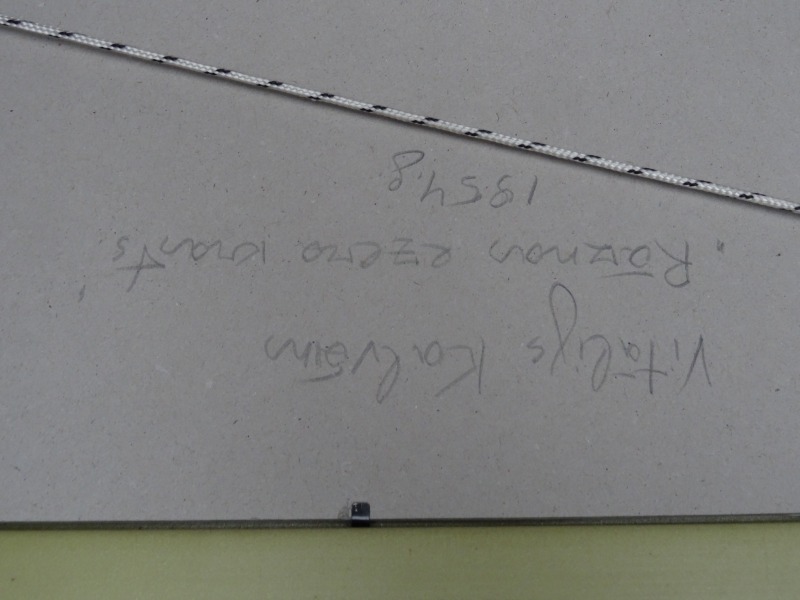 Vitālijs Kalvāns
"Rāznas ezera krasts"
1954 g